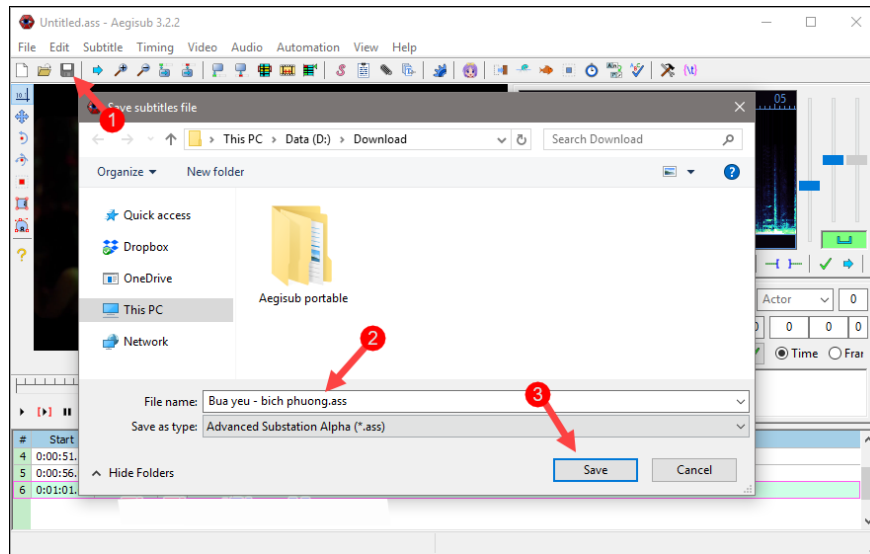 Untitled.ass - Aegisub 3.2.2
File Edit Subtitle Timing Video Audio Automation View Help
1
Save subtitles file
05
This PC > Data (D:) > Download
Search Download
Organize New folder
Quick access
Dropbox
OneDrive
This PC
Network
Aegisub portable
Actor 0
0 0 0
Time Frar
2
File name: Bua yeu - bich phuong.ass
3
Save as type: Advanced Substation Alpha (*.ass)
Hide Folders
Save Cancel
# Start
4 0:00:51.
5 0:00:56.
6 0:01:01.